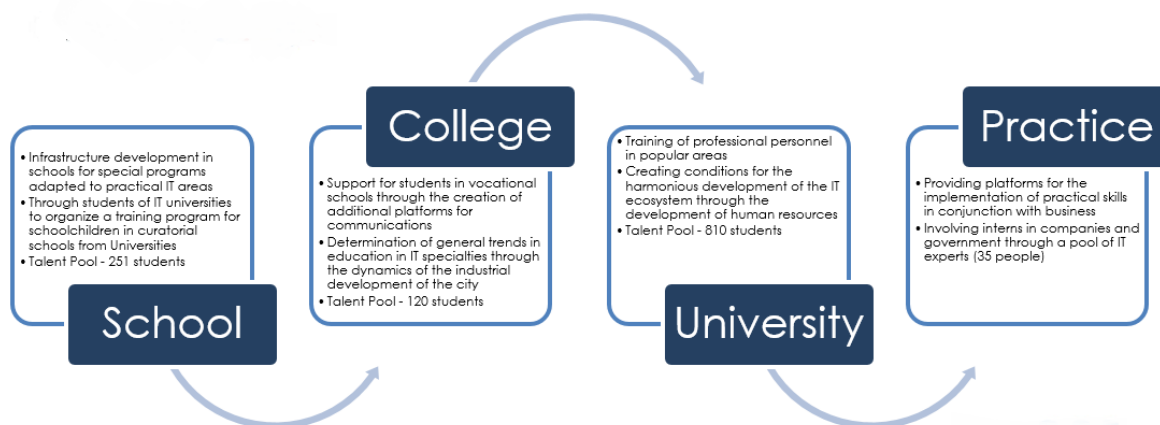 School
• Infrastructure development in
schools for special programs
adapted to practical IT areas
• Through students of IT universities
to organize a training program for
schoolchildren in curatorial
schools from Universities
• Talent Pool - 251 students
College
• Support for students in vocational
schools through the creation of
additional platforms for
communications
• Determination of general trends in
education in IT specialties through
the dynamics of the industrial
development of the city
• Talent Pool - 120 students
University
• Training of professional personnel
in popular areas
• Creating conditions for the
harmonious development of the IT
ecosystem through the
development of human resources
• Talent Pool - 810 students
Practice
• Providing platforms for the
implementation of practical skills
in conjunction with business
• Involving interns in companies and
government through a pool of IT
experts (35 people)